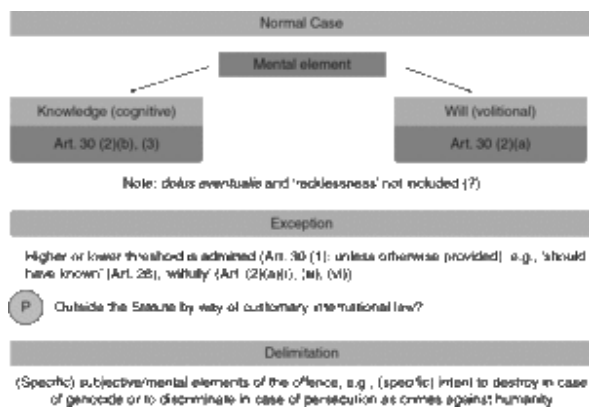 Normal Case
Mental element
Knowledge (cognitive)
Will (volitional)
Art. 30 (2)(b), (3)
Art. 30 (2)(a)
Note: dolus eventualis and 'recklessness' not included (?)
Exception
Higher or lower threshold is admitted (Art. 30 (1): unless otherwise provided) e.g., 'should
have known' (Art. 28), 'wilfully' (Art. (2)(a)(i), (iii), (vi))
P
Outside the Statute by way of customary international law?
Delimitation
(Specific) subjective/mental elements of the offence, e.g., (specific) intent to destroy in case
of genocide or to discriminate in case of persecution as crimes against humanity